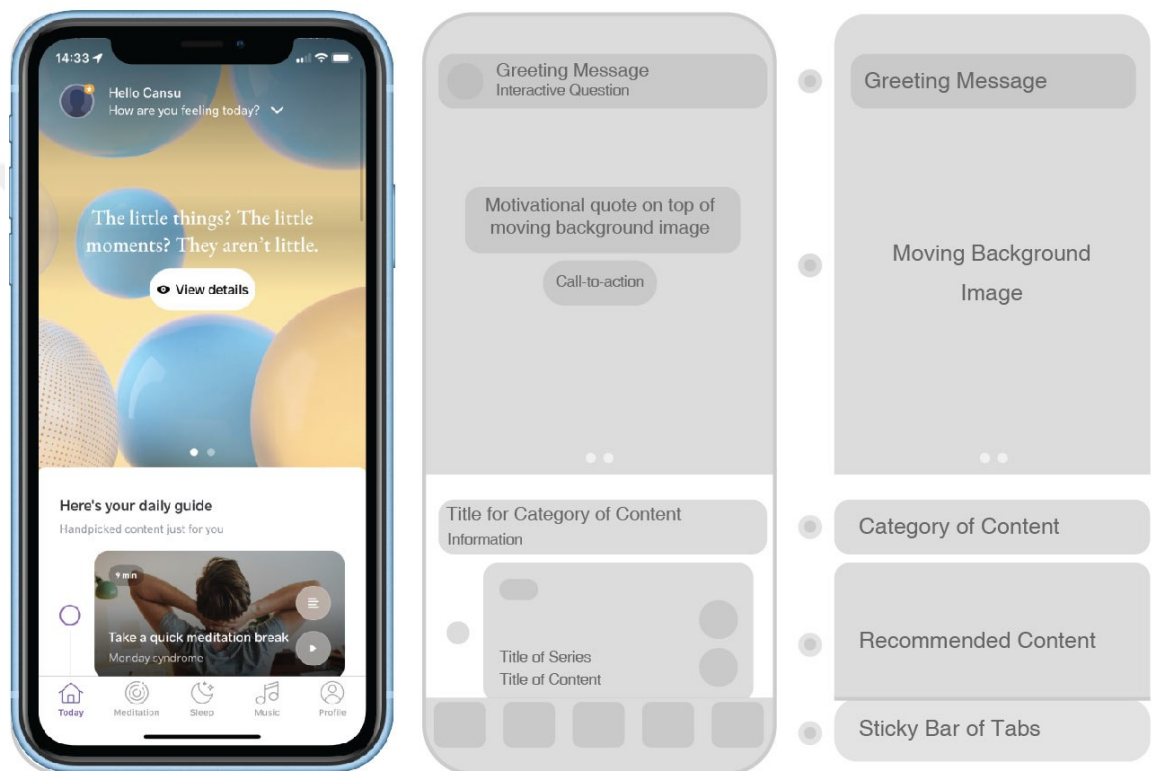 14:33
Hello Cansu
How are you feeling today?
The little things? The little
moments? They aren't little.
View details
Here's your daily guide
Handpicked content just for you
9 min
Take a quick meditation break
Monday syndrome
Today
Meditation
Sleep
Music
Profile
Greeting Message
Interactive Question
Motivational quote on top of
moving background image
Call-to-action
Title for Category of Content
Information
Title of Series
Title of Content
Greeting Message
Moving Background
Image
Category of Content
Recommended Content
Sticky Bar of Tabs